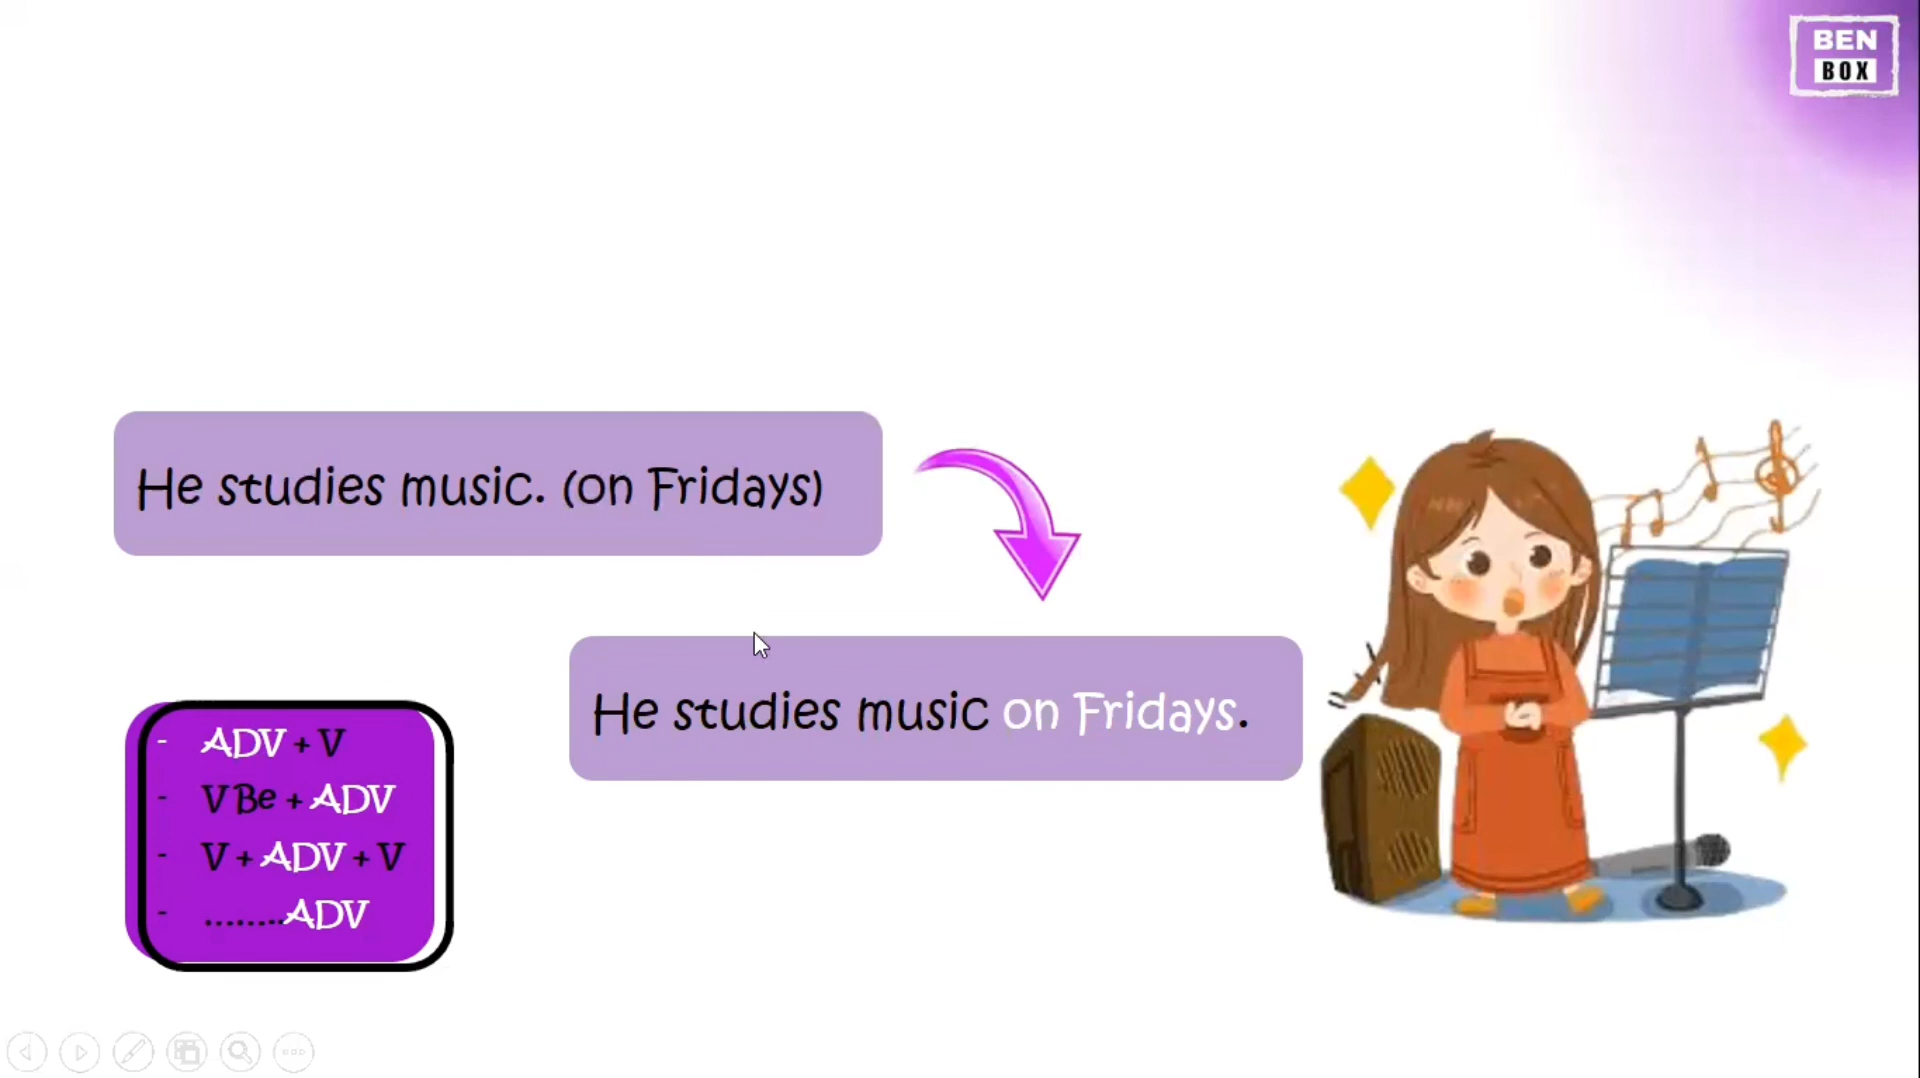 BEN
BOX
He studies music. (on Fridays)
He studies music on Fridays.
- ADV + V
- V Be + ADV
- V + ADV + V
- ........ADV